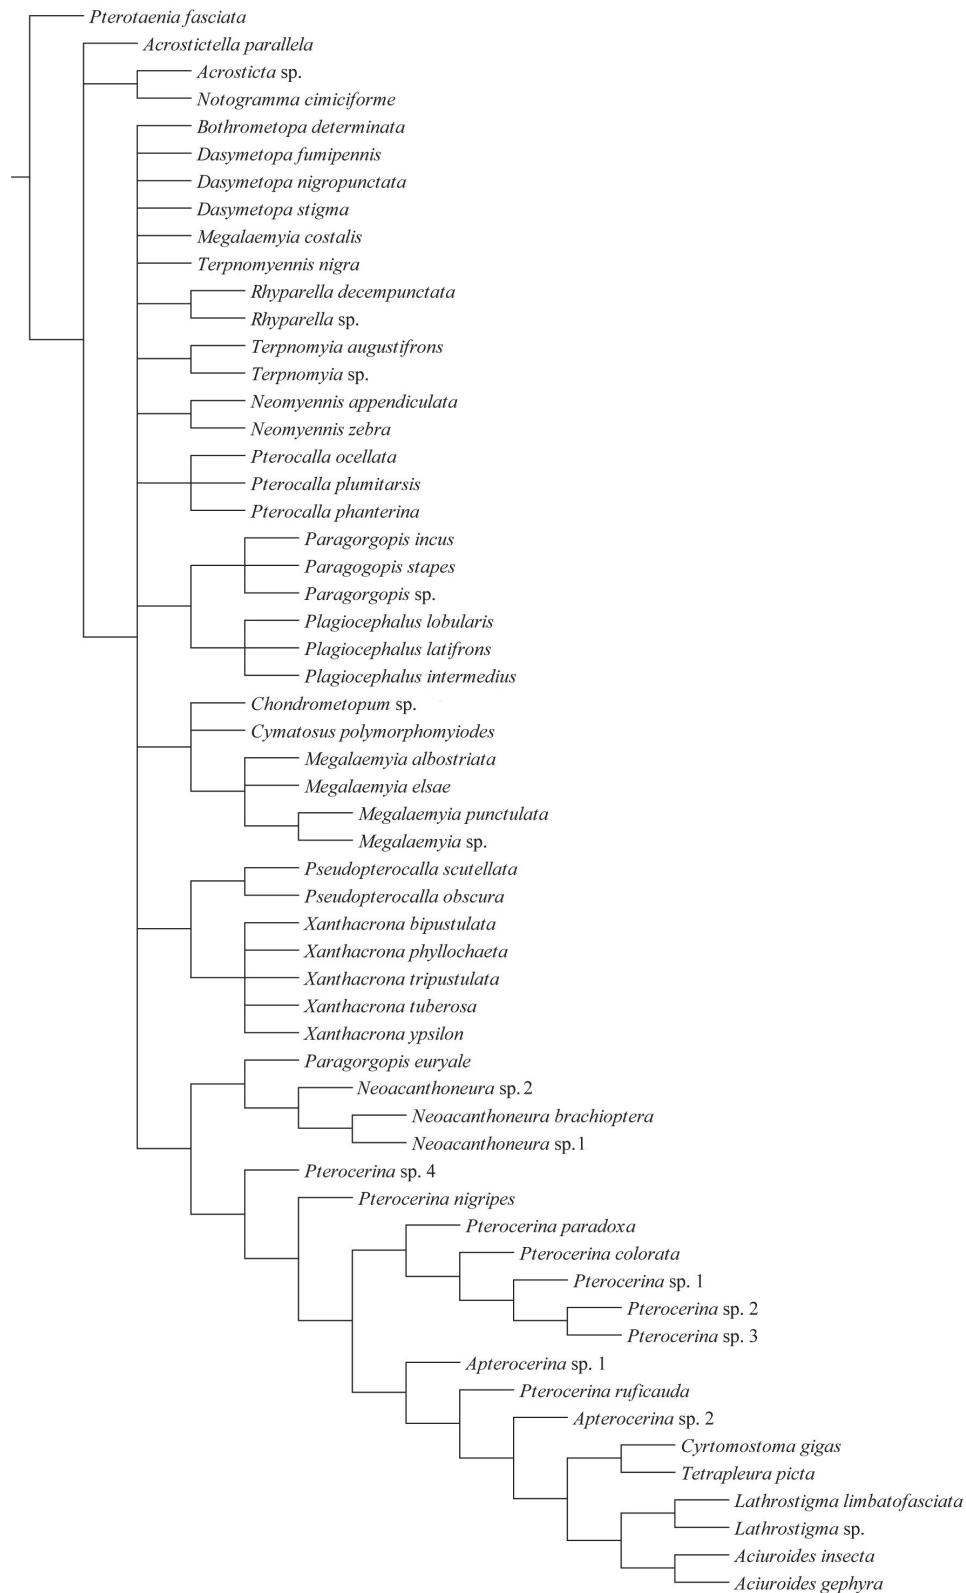 Pterotaenia fasciata
Acrostictella parallela
Acrosticta sp.
Notogramma cimiciforme
Bothrometopa determinata
Dasymetopa fumipennis
Dasymetopa nigropunctata
Dasymetopa stigma
Megalaemyia costalis
Terpnomyennis nigra
Rhyparella decempunctata
Rhyparella sp.
Terpnomyia augustifrons
Terpnomyia sp.
Neomyennis appendiculata
Neomyennis zebra
Pterocalla ocellata
Pterocalla plumitarsis
Pterocalla phanterina
Paragorgopis incus
Paragogopis stapes
Paragorgopis sp.
Plagiocephalus lobularis
Plagiocephalus latifrons
Plagiocephalus intermedius
Chondrometopum sp.
Cymatosus polymorphomyiodes
Megalaemyia albostriata
Megalaemyia elsae
Megalaemyia punctulata
Megalaemyia sp.
Pseudopterocalla scutellata
Pseudopterocalla obscura
Xanthacrona bipustulata
Xanthacrona phyllochaeta
Xanthacrona tripustulata
Xanthacrona tuberosa
Xanthacrona ypsilon
Paragorgopis euryale
Neoacanthoneura sp. 2
Neoacanthoneura brachioptera
Neoacanthoneura sp.1
Pterocerina sp. 4
Pterocerina nigripes
Pterocerina paradoxa
Pterocerina colorata
Pterocerina sp. 1
Pterocerina sp. 2
Pterocerina sp. 3
Apterocerina sp. 1
Pterocerina ruficauda
Apterocerina sp. 2
Cyrtomostoma gigas
Tetrapleura picta
Lathrostigma limbatofasciata
Lathrostigma sp.
Aciuroides insecta
Aciuroides gephyra